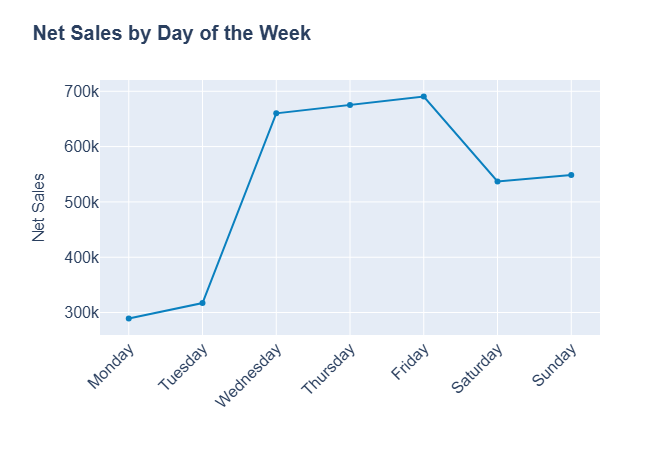 Net Sales by Day of the Week
700k
600k
500k
400k
300k
Net Sales
Monday
Tuesday
Wednesday
Thursday
Friday
Saturday
Sunday